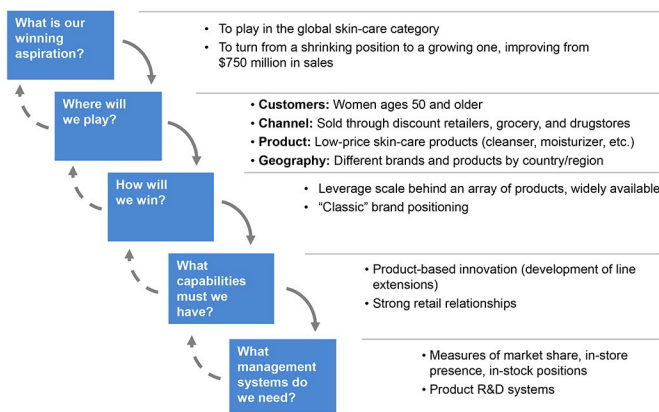 What is our
winning
aspiration?
• To play in the global skin-care category
• To turn from a shrinking position to a growing one, improving from
$750 million in sales
Where will
we play?
• Customers: Women ages 50 and older
• Channel: Sold through discount retailers, grocery, and drugstores
• Product: Low-price skin-care products (cleanser, moisturizer, etc.)
• Geography: Different brands and products by country/region
How will
we win?
• Leverage scale behind an array of products, widely available
• “Classic” brand positioning
What
capabilities
must we
have?
• Product-based innovation (development of line
extensions)
• Strong retail relationships
What
management
systems do
we need?
• Measures of market share, in-store
presence, in-stock positions
• Product R&D systems